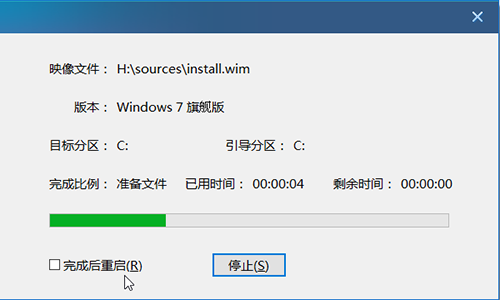 映像文件： H:\sources\install.wim
版本： Windows 7 旗舰版
目标分区： C: 引导分区： C:
完成比例： 准备文件 已用时间： 00:00:04 剩余时间： 00:00:00
完成后重启(R) 停止(S)